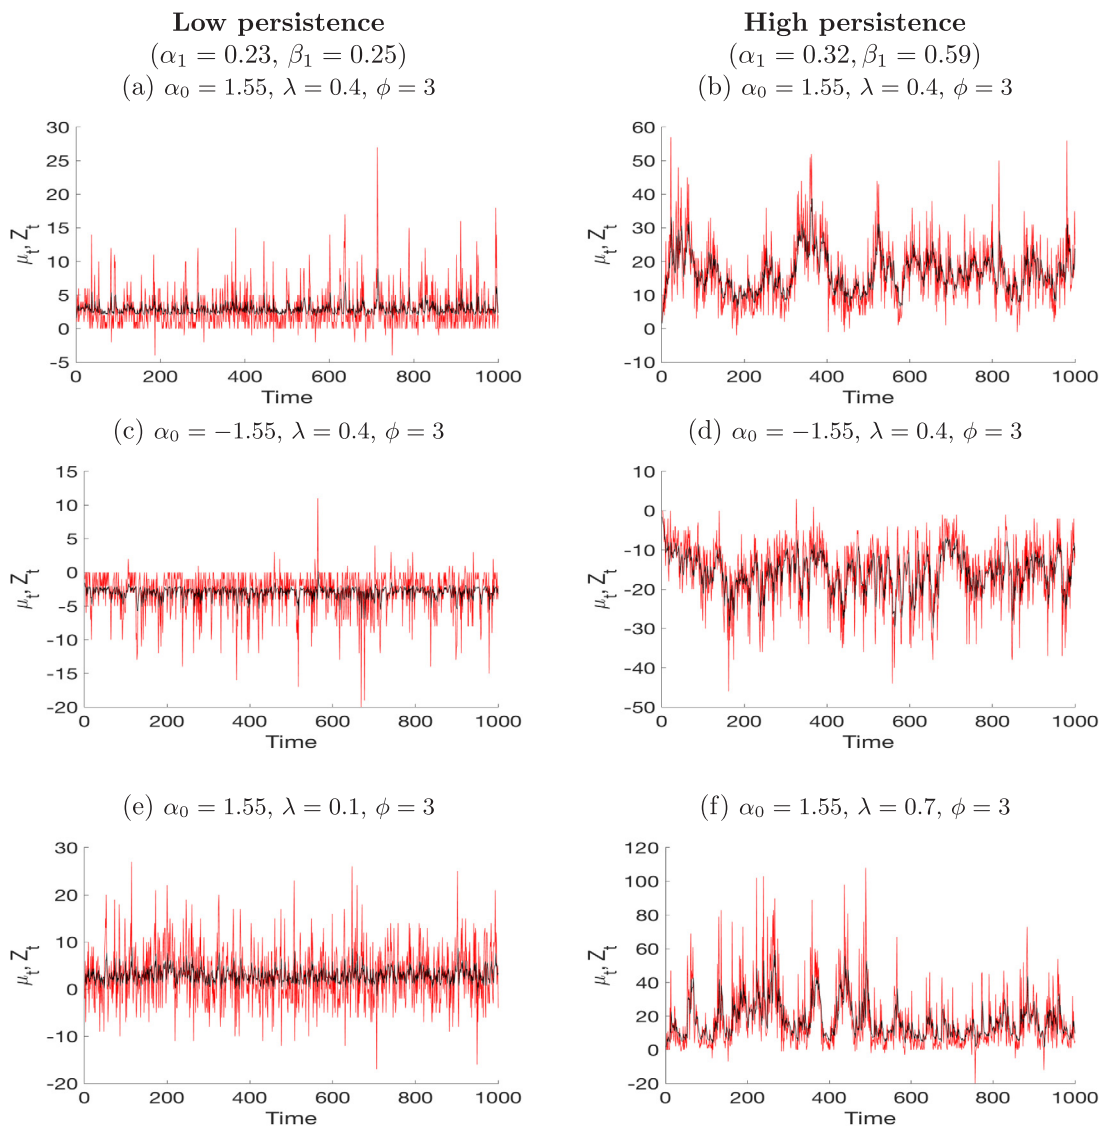 Low persistence
(α₁ = 0.23, β₁ = 0.25)
(a) α₀ = 1.55, λ = 0.4, ϕ = 3
30
25
20
15
10
5
0
-5
μt, Zt
0 200 400 600 800 1000
Time
High persistence
(α₁ = 0.32, β₁ = 0.59)
(b) α₀ = 1.55, λ = 0.4, ϕ = 3
60
50
40
30
20
10
0
-10
μt, Zt
0 200 400 600 800 1000
Time
(c) α₀ = −1.55, λ = 0.4, ϕ = 3
15
10
5
0
-5
-10
-15
-20
μt, Zt
0 200 400 600 800 1000
Time
(d) α₀ = −1.55, λ = 0.4, ϕ = 3
10
0
-10
-20
-30
-40
-50
μt, Zt
0 200 400 600 800 1000
Time
(e) α₀ = 1.55, λ = 0.1, ϕ = 3
30
20
10
0
-10
-20
μt, Zt
0 200 400 600 800 1000
Time
(f) α₀ = 1.55, λ = 0.7, ϕ = 3
120
100
80
60
40
20
0
-20
μt, Zt
0 200 400 600 800 1000
Time